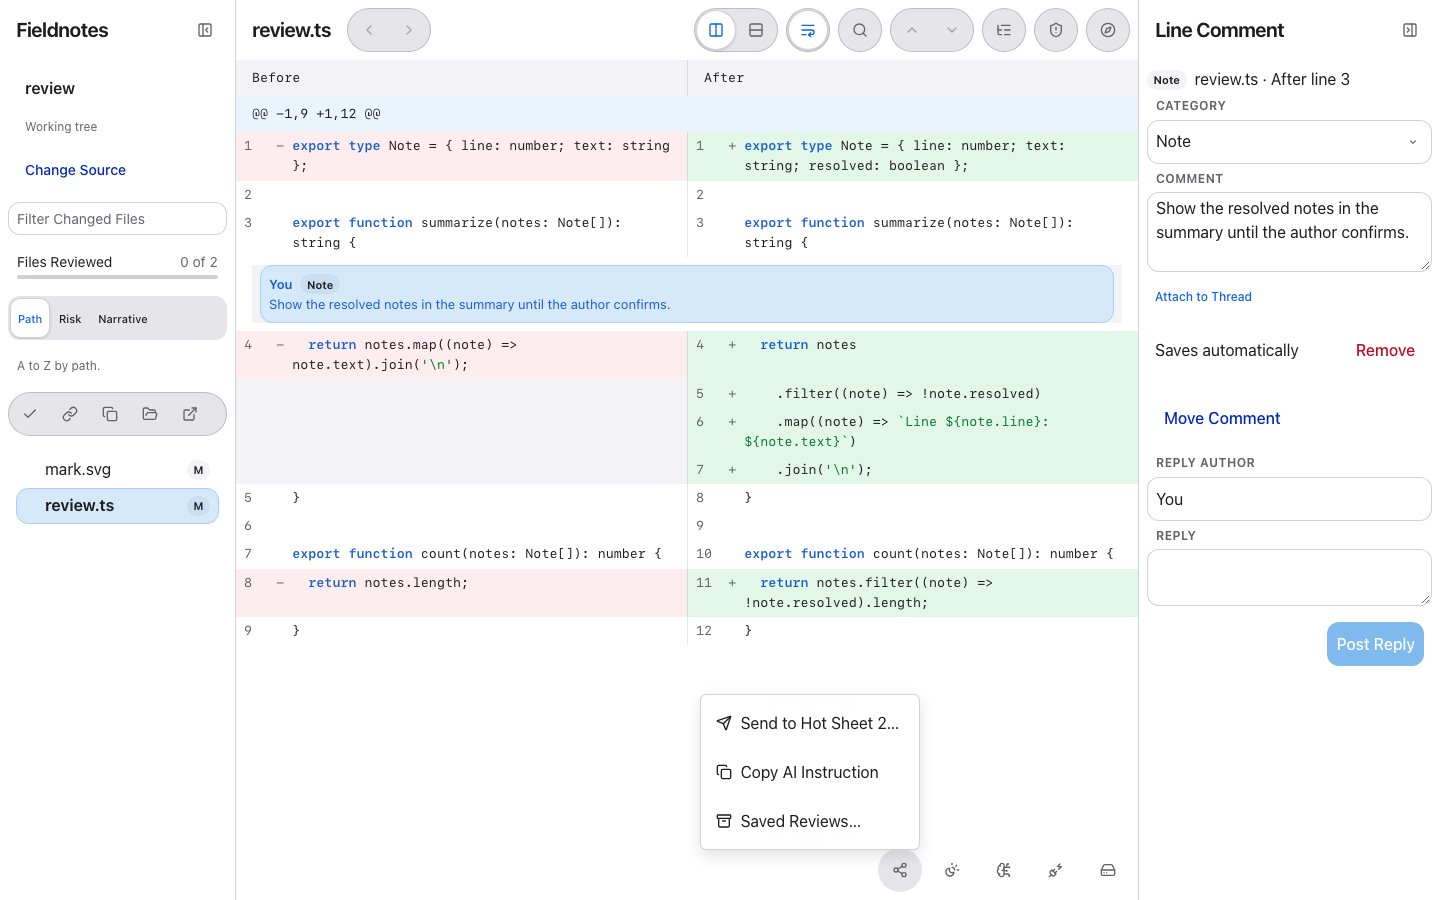 Fieldnotes
review
Working tree
Change Source
Filter Changed Files
Files Reviewed 0 of 2
Path Risk Narrative
A to Z by path.
mark.svg M
review.ts M
review.ts
Before After
@@ −1,9 +1,12 @@
1 − export type Note = { line: number; text: string
};
1 + export type Note = { line: number; text:
string; resolved: boolean };
2 2
3 export function summarize(notes: Note[]):
string {
3 export function summarize(notes: Note[]):
string {
You Note
Show the resolved notes in the summary until the author confirms.
4 − return notes.map((note) =>
note.text).join('\n');
4 + return notes
5 + .filter((note) => !note.resolved)
6 + .map((note) => `Line ${note.line}:
${note.text}`)
7 + .join('\n');
5 } 8 }
6 9
7 export function count(notes: Note[]): number { 10 export function count(notes: Note[]): number {
8 − return notes.length;
11 + return notes.filter((note) =>
!note.resolved).length;
9 } 12 }
Send to Hot Sheet 2...
Copy AI Instruction
Saved Reviews...
Line Comment
Note review.ts · After line 3
CATEGORY
Note
COMMENT
Show the resolved notes in the
summary until the author confirms.
Attach to Thread
Saves automatically Remove
Move Comment
REPLY AUTHOR
You
REPLY
Post Reply